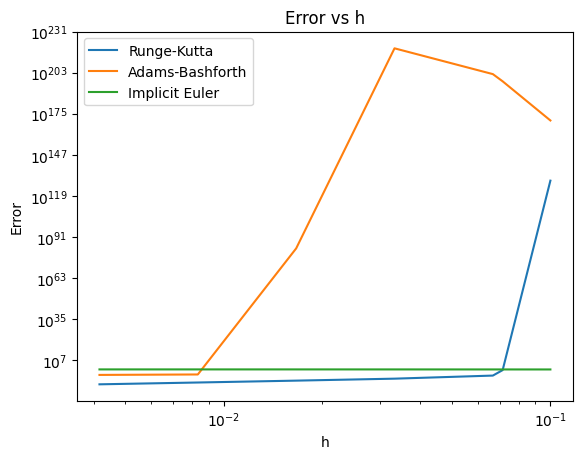 Error vs h
Runge-Kutta
Adams-Bashforth
Implicit Euler
10^231
10^203
10^175
10^147
10^119
10^91
10^63
10^35
10^7
Error
10^-2
10^-1
h